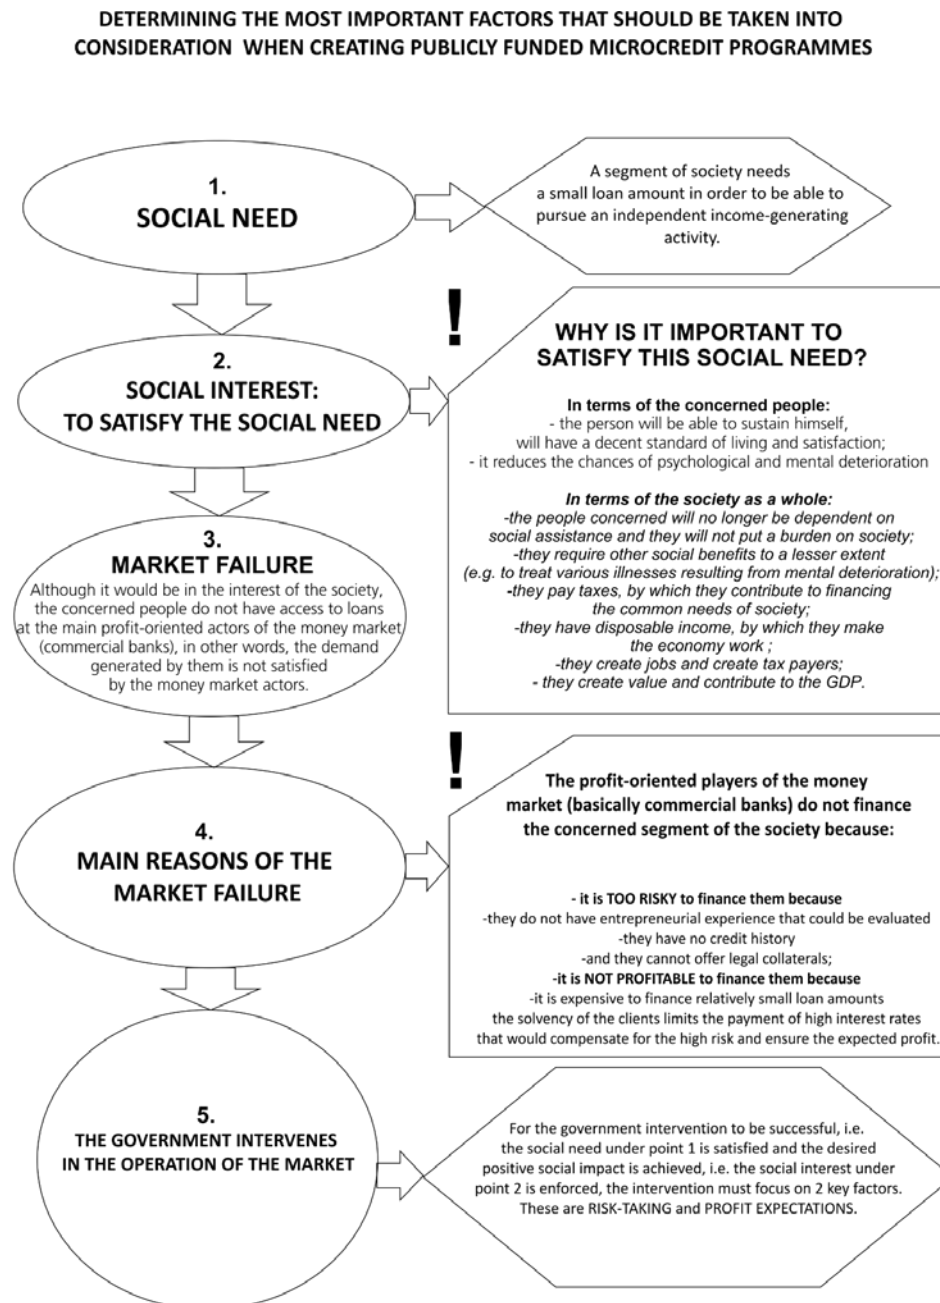 DETERMINING THE MOST IMPORTANT FACTORS THAT SHOULD BE TAKEN INTO
CONSIDERATION WHEN CREATING PUBLICLY FUNDED MICROCREDIT PROGRAMMES
1.
SOCIAL NEED
A segment of society needs
a small loan amount in order to be able to
pursue an independent income-generating
activity.
2.
SOCIAL INTEREST:
TO SATISFY THE SOCIAL NEED
!
WHY IS IT IMPORTANT TO
SATISFY THIS SOCIAL NEED?
In terms of the concerned people:
- the person will be able to sustain himself,
will have a decent standard of living and satisfaction;
- it reduces the chances of psychological and mental deterioration
In terms of the society as a whole:
-the people concerned will no longer be dependent on
social assistance and they will not put a burden on society;
-they require other social benefits to a lesser extent
(e.g. to treat various illnesses resulting from mental deterioration);
-they pay taxes, by which they contribute to financing
the common needs of society;
-they have disposable income, by which they make
the economy work ;
-they create jobs and create tax payers;
- they create value and contribute to the GDP.
3.
MARKET FAILURE
Although it would be in the interest of the society,
the concerned people do not have access to loans
at the main profit-oriented actors of the money market
(commercial banks), in other words, the demand
generated by them is not satisfied
by the money market actors.
4.
MAIN REASONS OF THE
MARKET FAILURE
!
The profit-oriented players of the money
market (basically commercial banks) do not finance
the concerned segment of the society because:
- it is TOO RISKY to finance them because
-they do not have entrepreneurial experience that could be evaluated
-they have no credit history
-and they cannot offer legal collaterals;
-it is NOT PROFITABLE to finance them because
-it is expensive to finance relatively small loan amounts
the solvency of the clients limits the payment of high interest rates
that would compensate for the high risk and ensure the expected profit.
5.
THE GOVERNMENT INTERVENES
IN THE OPERATION OF THE MARKET
For the government intervention to be successful, i.e.
the social need under point 1 is satisfied and the desired
positive social impact is achieved, i.e. the social interest under
point 2 is enforced, the intervention must focus on 2 key factors.
These are RISK-TAKING and PROFIT EXPECTATIONS.